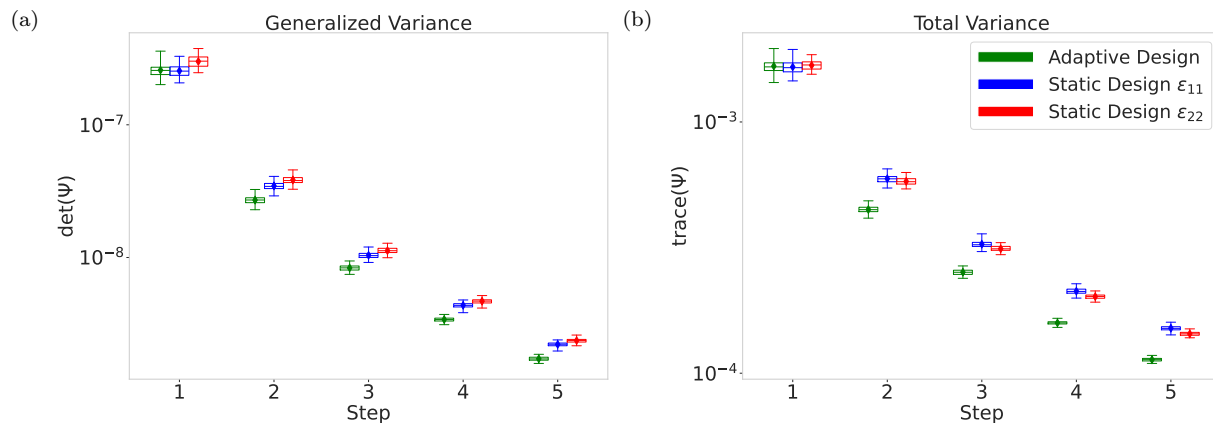 (a)
Generalized Variance
det(Ψ)
10⁻⁷
10⁻⁸
1 2 3 4 5
Step
(b)
Total Variance
Adaptive Design
Static Design ε₁₁
Static Design ε₂₂
trace(Ψ)
10⁻³
10⁻⁴
1 2 3 4 5
Step